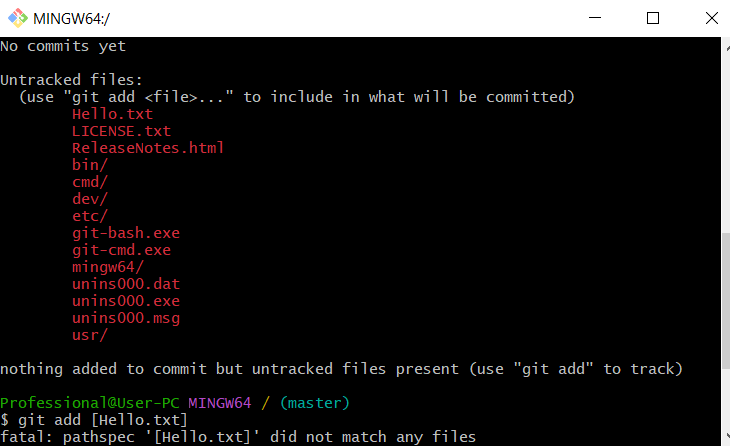 MINGW64:/
No commits yet
Untracked files:
(use "git add <file>..." to include in what will be committed)
Hello.txt
LICENSE.txt
ReleaseNotes.html
bin/
cmd/
dev/
etc/
git-bash.exe
git-cmd.exe
mingw64/
unins000.dat
unins000.exe
unins000.msg
usr/
nothing added to commit but untracked files present (use "git add" to track)
Professional@User-PC MINGW64 / (master)
$ git add [Hello.txt]
fatal: pathspec '[Hello.txt]' did not match any files